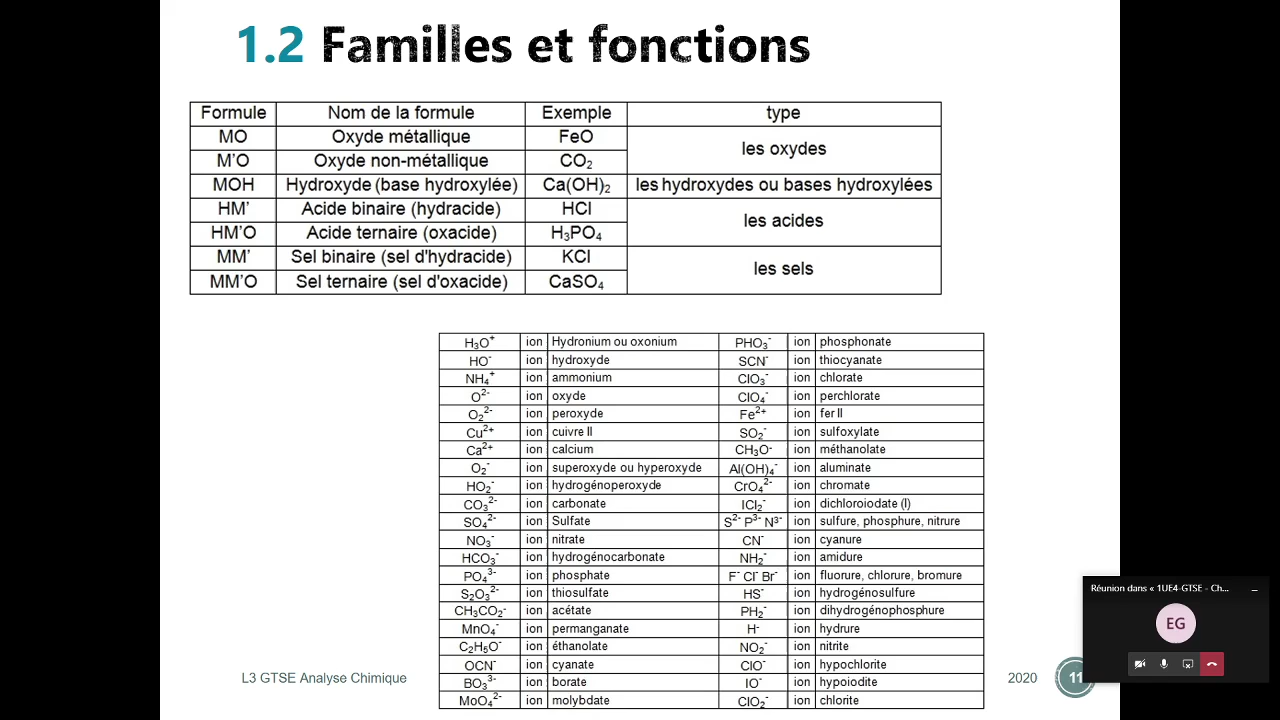 1.2 Familles et fonctions
Formule Nom de la formule Exemple type
MO Oxyde métallique FeO les oxydes
M'O Oxyde non-métallique CO₂
MOH Hydroxyde (base hydroxylée) Ca(OH)₂ les hydroxydes ou bases hydroxylées
HM' Acide binaire (hydracide) HCl les acides
HM'O Acide ternaire (oxacide) H₃PO₄
MM' Sel binaire (sel d'hydracide) KCl les sels
MM'O Sel ternaire (sel d'oxacide) CaSO₄
H₃O⁺ ion Hydronium ou oxonium PHO₃⁻ ion phosphonate
HO⁻ ion hydroxyde SCN⁻ ion thiocyanate
NH₄⁺ ion ammonium ClO₃⁻ ion chlorate
O²⁻ ion oxyde ClO₄⁻ ion perchlorate
O₂²⁻ ion peroxyde Fe²⁺ ion fer II
Cu²⁺ ion cuivre II SO₂⁻ ion sulfoxylate
Ca²⁺ ion calcium CH₃O⁻ ion méthanolate
O₂⁻ ion superoxyde ou hyperoxyde Al(OH)₄⁻ ion aluminate
HO₂⁻ ion hydrogénoperoxyde CrO₄²⁻ ion chromate
CO₃²⁻ ion carbonate ICl₂⁻ ion dichloroiodate (I)
SO₄²⁻ ion Sulfate S²⁻ P³⁻ N³⁻ ion sulfure, phosphure, nitrure
NO₃⁻ ion nitrate CN⁻ ion cyanure
HCO₃⁻ ion hydrogénocarbonate NH₂⁻ ion amidure
PO₄³⁻ ion phosphate F⁻ Cl⁻ Br⁻ ion fluorure, chlorure, bromure
S₂O₃²⁻ ion thiosulfate HS⁻ ion hydrogénosulfure
CH₃CO₂⁻ ion acétate PH₂⁻ ion dihydrogénophosphure
MnO₄⁻ ion permanganate H⁻ ion hydrure
C₂H₅O⁻ ion éthanolate NO₂⁻ ion nitrite
OCN⁻ ion cyanate ClO⁻ ion hypochlorite
BO₃³⁻ ion borate IO⁻ ion hypoiodite
MoO₄²⁻ ion molybdate ClO₂⁻ ion chlorite
L3 GTSE Analyse Chimique
2020
11
Réunion dans « 1UE4-GTSE - Ch...
EG